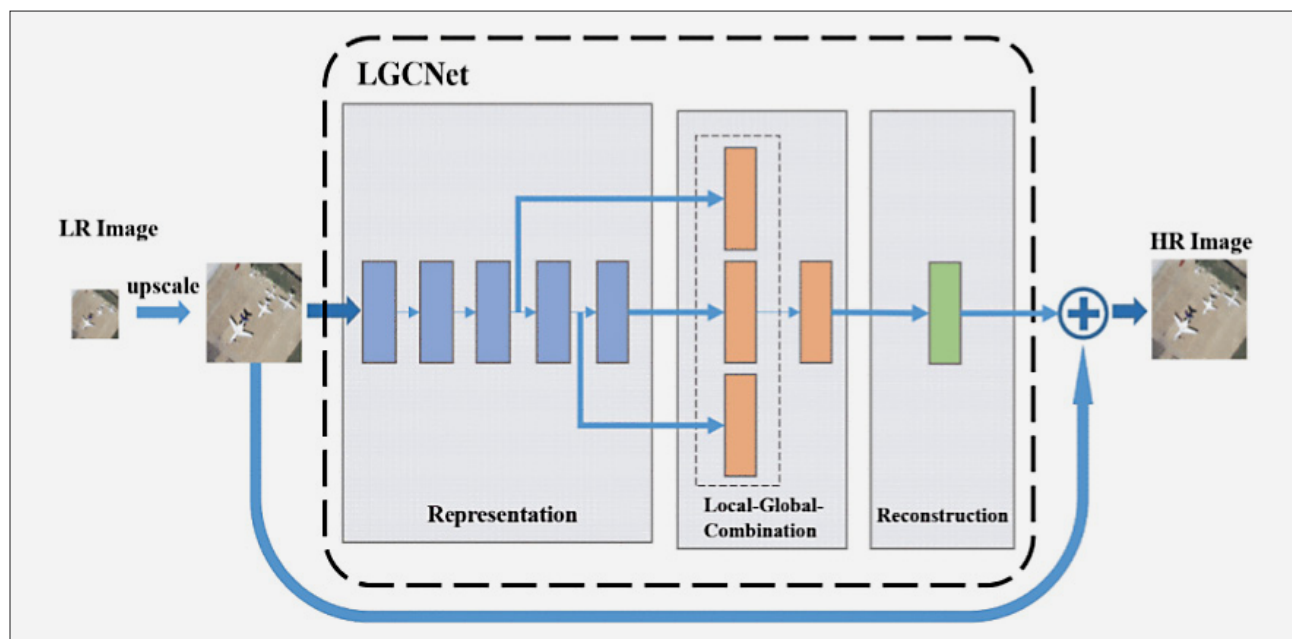 LGCNet
LR Image
upscale
HR Image
Representation
Local-Global-
Combination
Reconstruction